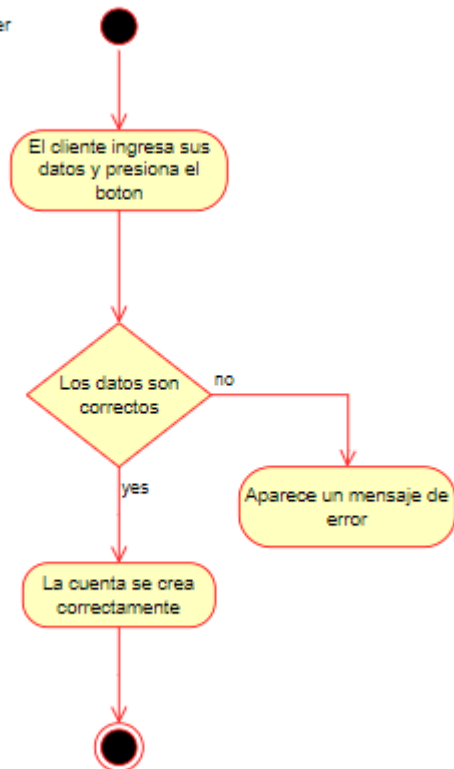 er
El cliente ingresa sus
datos y presiona el
boton
Los datos son
correctos
no
yes
Aparece un mensaje de
error
La cuenta se crea
correctamente